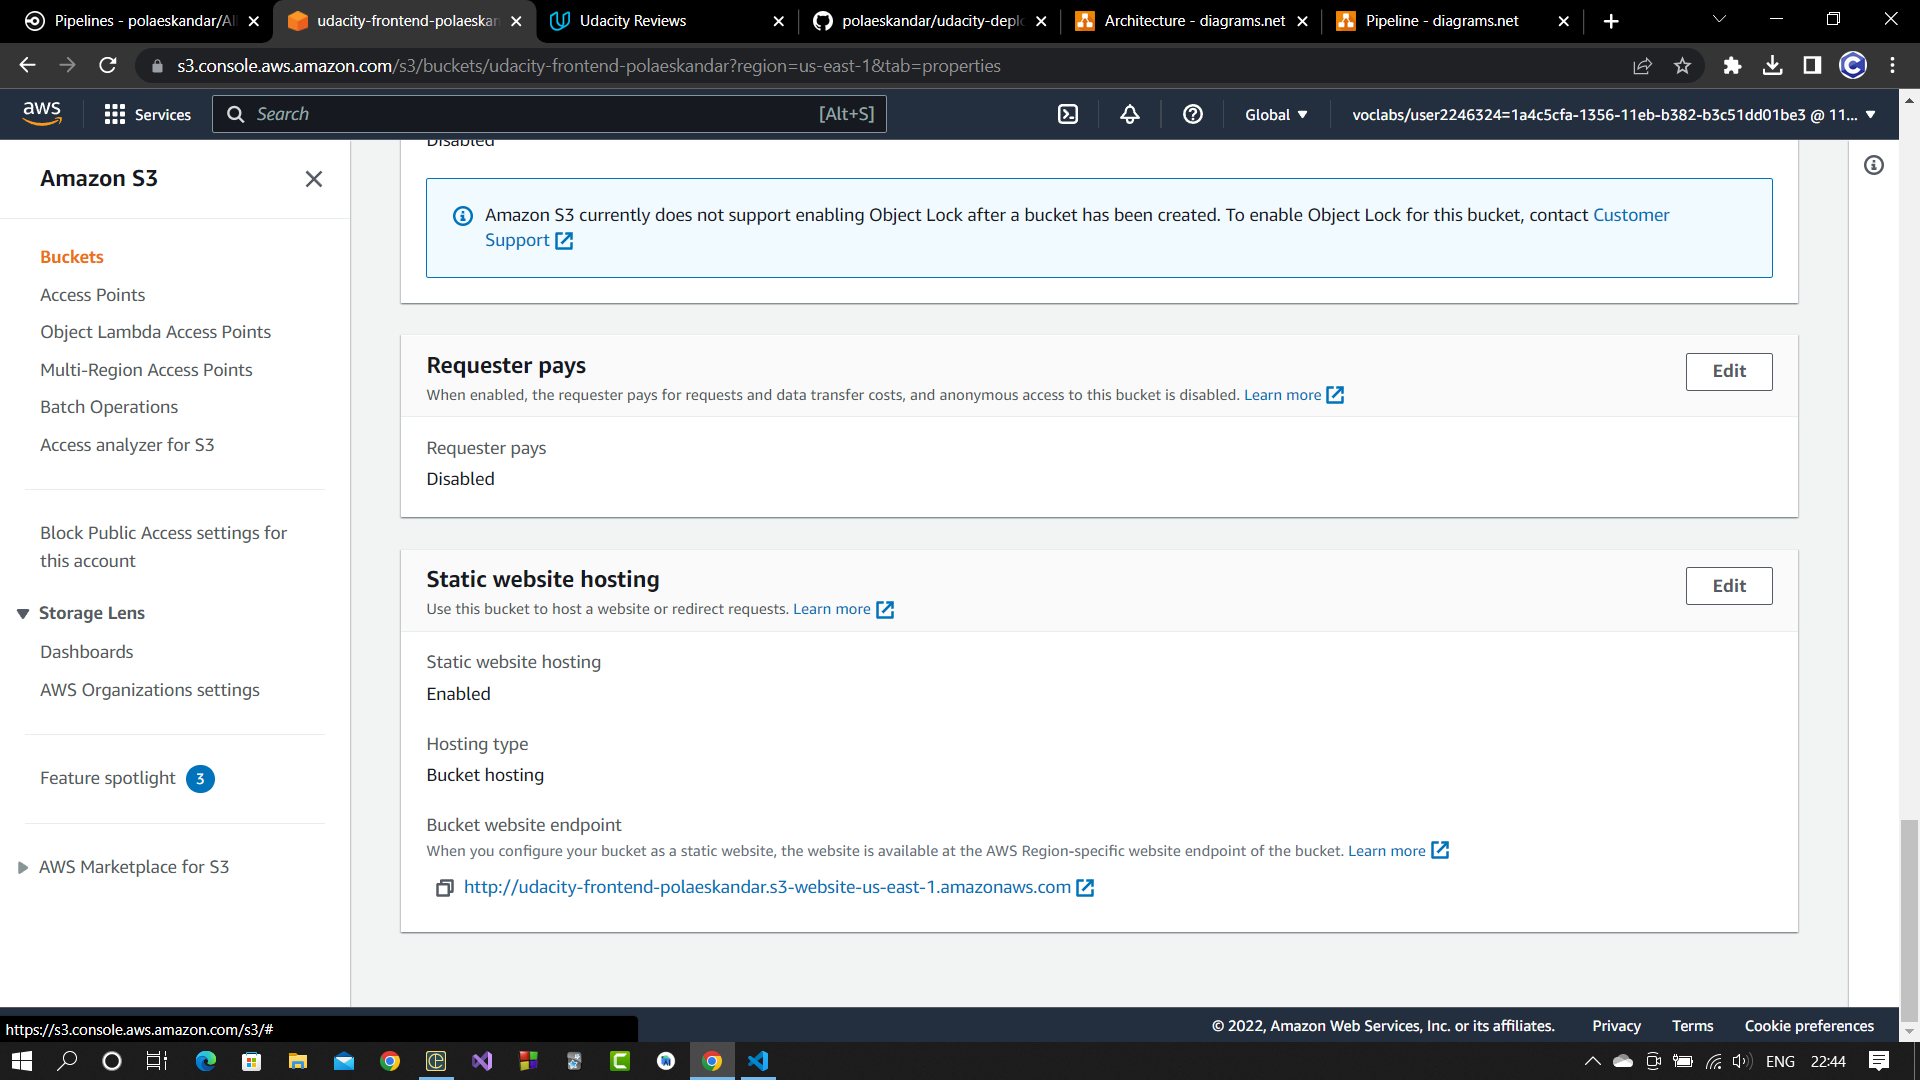 Pipelines - polaeskandar/Al
udacity-frontend-polaeskan
Udacity Reviews
polaeskandar/udacity-deplo
Architecture - diagrams.net
Pipeline - diagrams.net
s3.console.aws.amazon.com/s3/buckets/udacity-frontend-polaeskandar?region=us-east-1&tab=properties
aws
Services
Search
[Alt+S]
Global
voclabs/user2246324=1a4c5cfa-1356-11eb-b382-b3c51dd01be3 @ 11...
Amazon S3
Buckets
Access Points
Object Lambda Access Points
Multi-Region Access Points
Batch Operations
Access analyzer for S3
Block Public Access settings for
this account
Storage Lens
Dashboards
AWS Organizations settings
Feature spotlight 3
AWS Marketplace for S3
Disabled
Amazon S3 currently does not support enabling Object Lock after a bucket has been created. To enable Object Lock for this bucket, contact Customer
Support
Requester pays
When enabled, the requester pays for requests and data transfer costs, and anonymous access to this bucket is disabled. Learn more
Edit
Requester pays
Disabled
Static website hosting
Use this bucket to host a website or redirect requests. Learn more
Edit
Static website hosting
Enabled
Hosting type
Bucket hosting
Bucket website endpoint
When you configure your bucket as a static website, the website is available at the AWS Region-specific website endpoint of the bucket. Learn more
http://udacity-frontend-polaeskandar.s3-website-us-east-1.amazonaws.com
https://s3.console.aws.amazon.com/s3/#
© 2022, Amazon Web Services, Inc. or its affiliates.
Privacy
Terms
Cookie preferences
ENG
22:44